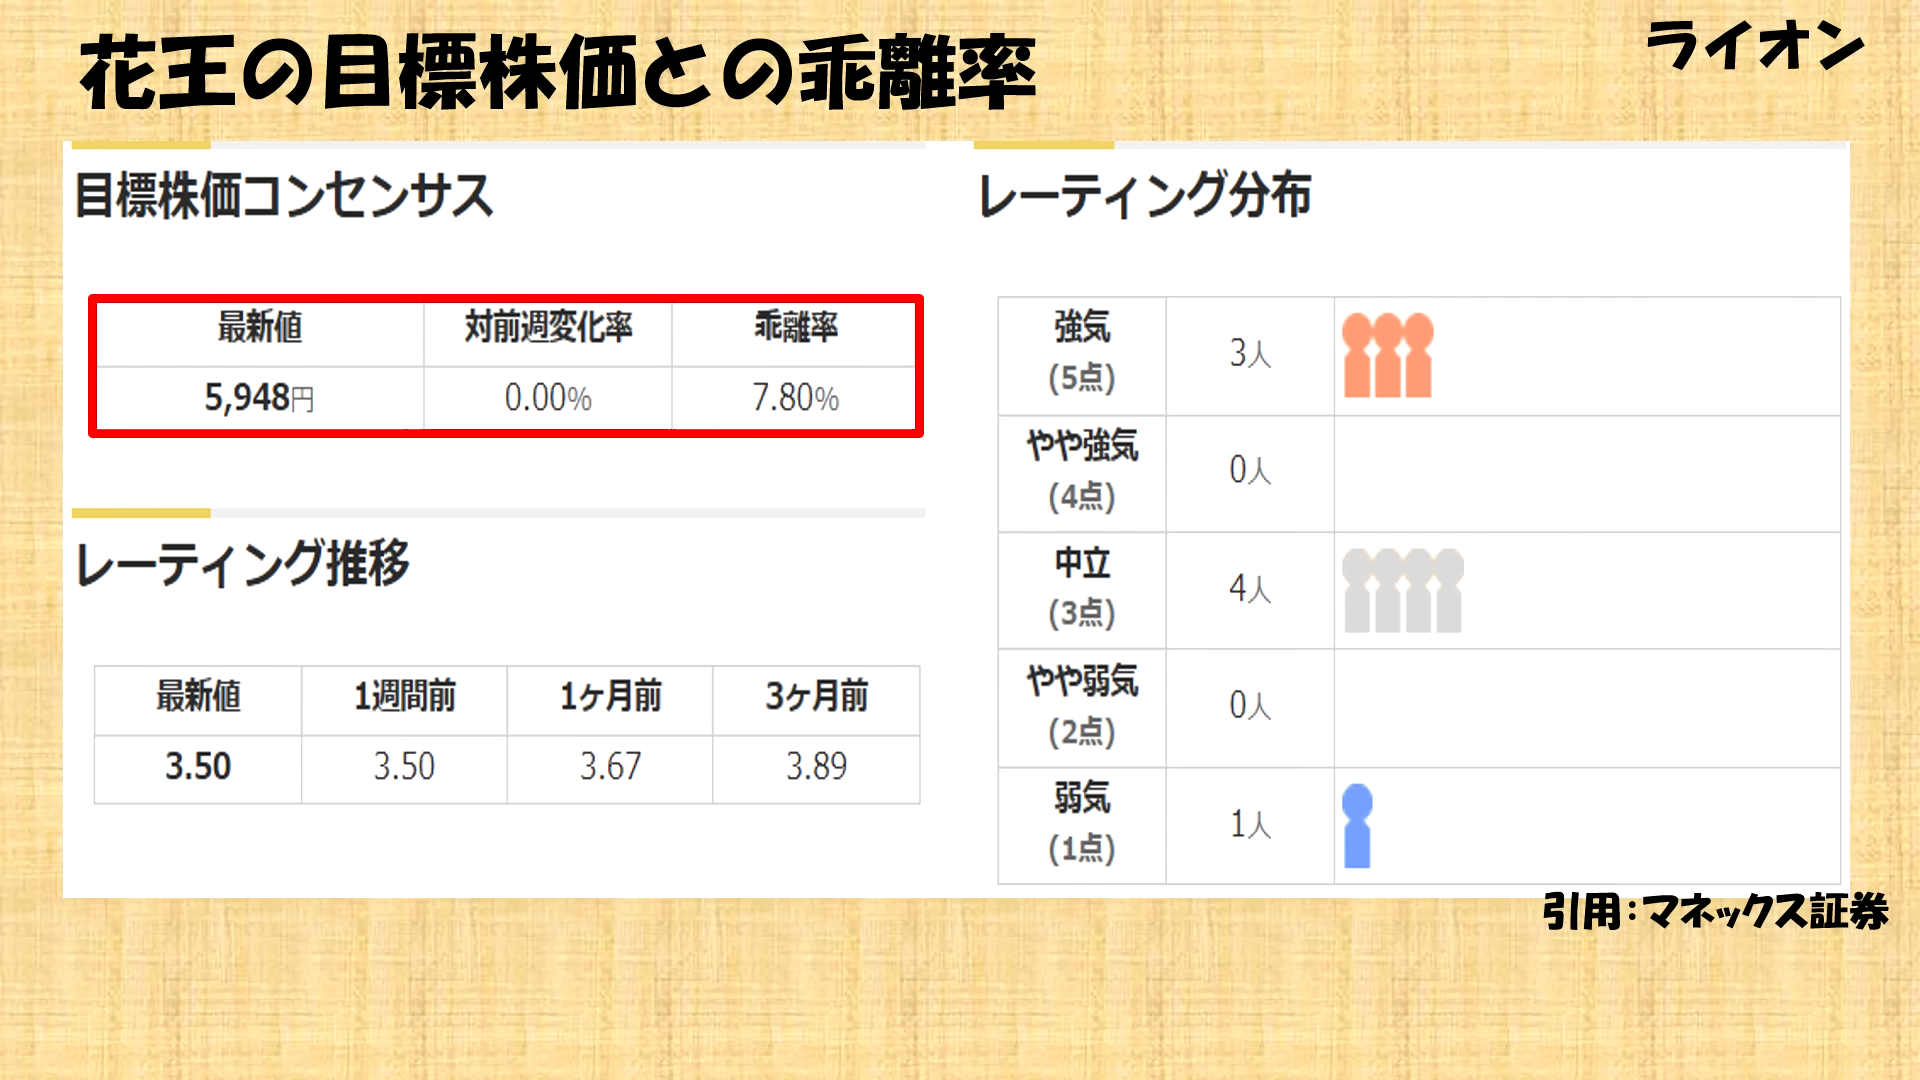 花王の目標株価との乖離率
ライオン
目標株価コンセンサス
最新値 対前週変化率 乖離率
5,948円 0.00% 7.80%
レーティング推移
最新値 1週間前 1ヶ月前 3ヶ月前
3.50 3.50 3.67 3.89
レーティング分布
強気
(5点)
3人
やや強気
(4点)
0人
中立
(3点)
4人
やや弱気
(2点)
0人
弱気
(1点)
1人
引用:マネックス証券